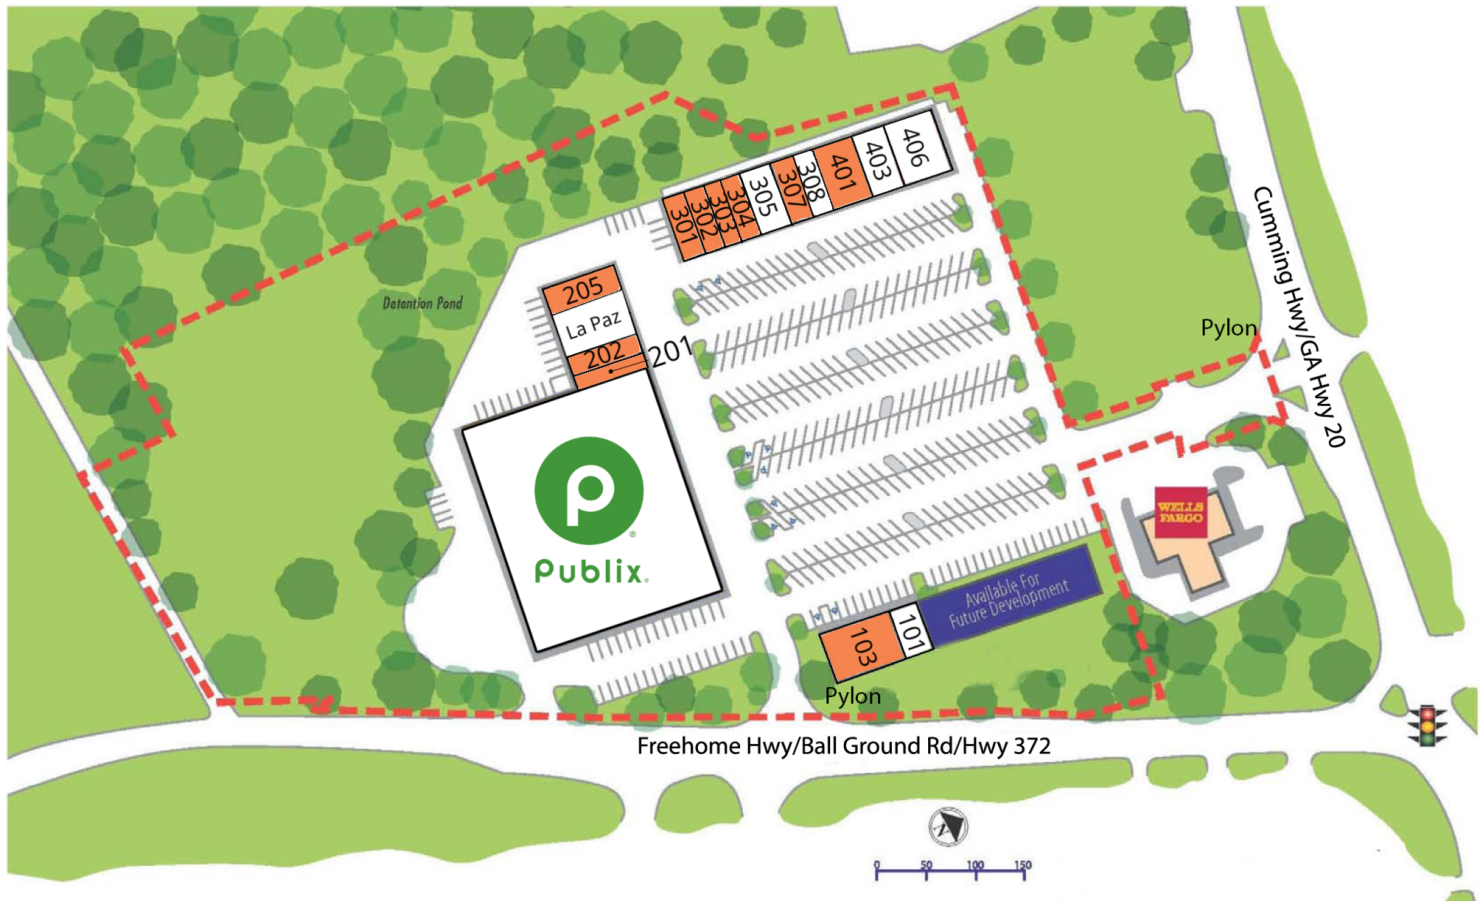 406
403
401
308
307
305
304
303
302
301
Cumming Hwy/GA Hwy 20
205
Detention Pond
La Paz
Pylon
202
201
WELLS
FARGO
Publix®
Available For
Future Development
101
103
Pylon
Freehome Hwy/Ball Ground Rd/Hwy 372
N
0 50 100 150